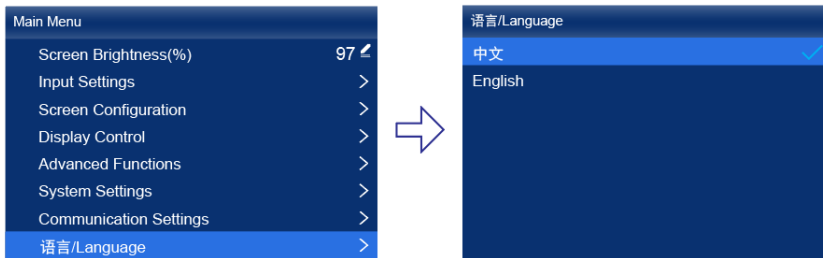 Main Menu
Screen Brightness(%) 97
Input Settings
Screen Configuration
Display Control
Advanced Functions
System Settings
Communication Settings
语言/Language
语言/Language
中文
English